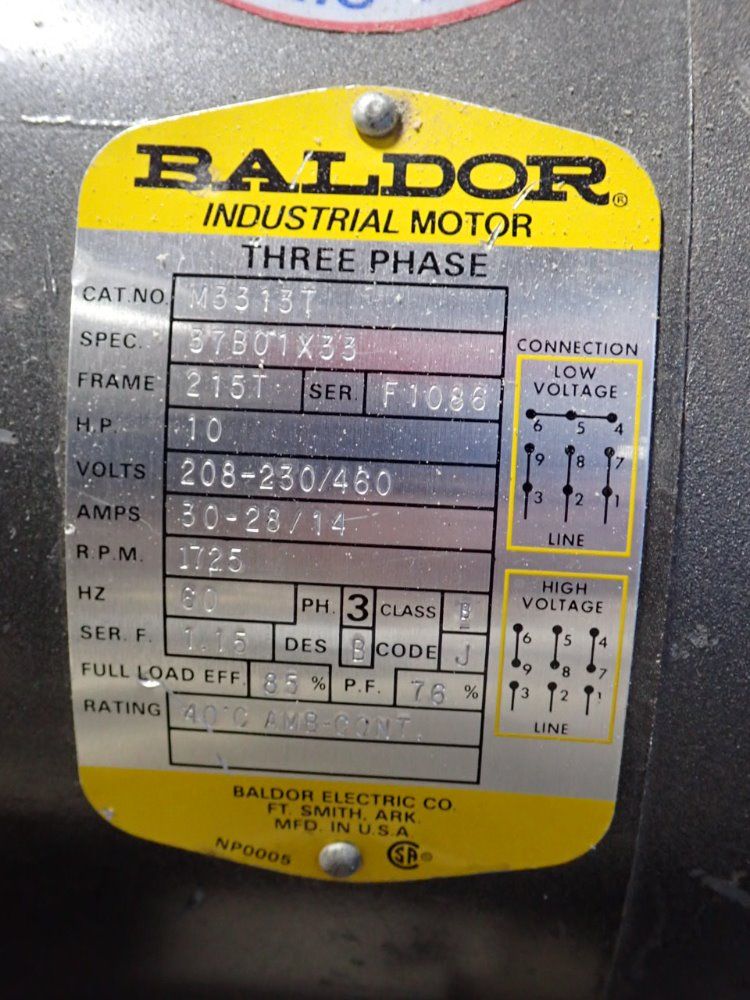 BALDOR®
INDUSTRIAL MOTOR
THREE PHASE
CAT.NO. M3313T
SPEC. 37B01X33
FRAME 215T SER. F1086
H.P. 10
VOLTS 208-230/460
AMPS 30-28/14
R.P.M. 1725
HZ 60 PH. 3 CLASS B
SER. F. 1.15 DES B CODE J
FULL LOAD EFF. 85 % P.F. 76 %
RATING 40°C AMB-CONT.
CONNECTION
LOW
VOLTAGE
6 5 4
9 8 7
3 2 1
LINE
HIGH
VOLTAGE
6 5 4
9 8 7
3 2 1
LINE
BALDOR ELECTRIC CO.
FT. SMITH, ARK.
MFD. IN U.S.A.
NP0005
SA®